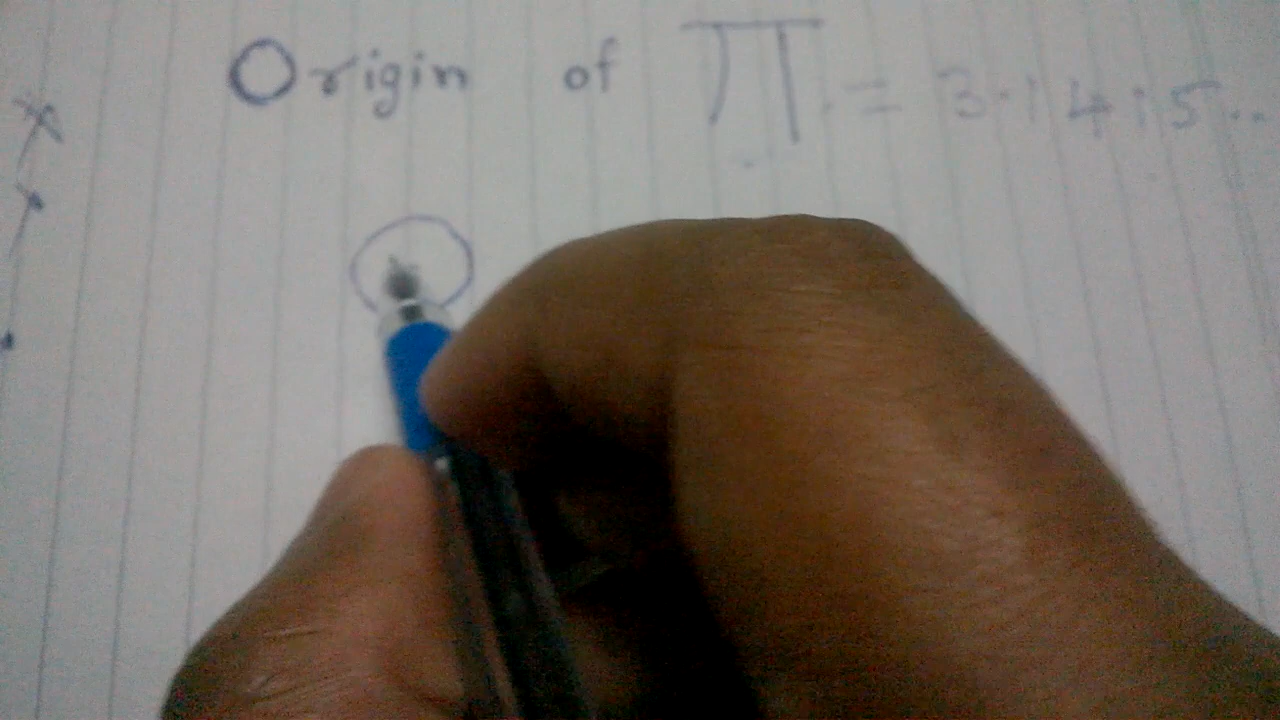 Origin of π = 3.1415..